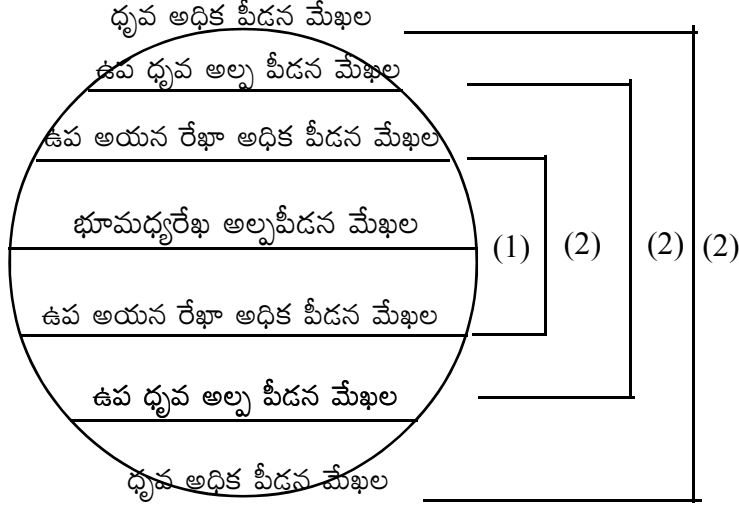 ధృవ అధిక పీడన మేఖల
ఉప ధృవ అల్ప పీడన మేఖల
ఉప అయన రేఖా అధిక పీడన మేఖల
భూమధ్యరేఖ అల్పపీడన మేఖల (1) (2) (2) (2)
ఉప అయన రేఖా అధిక పీడన మేఖల
ఉప ధృవ అల్ప పీడన మేఖల
ధృవ అధిక పీడన మేఖల